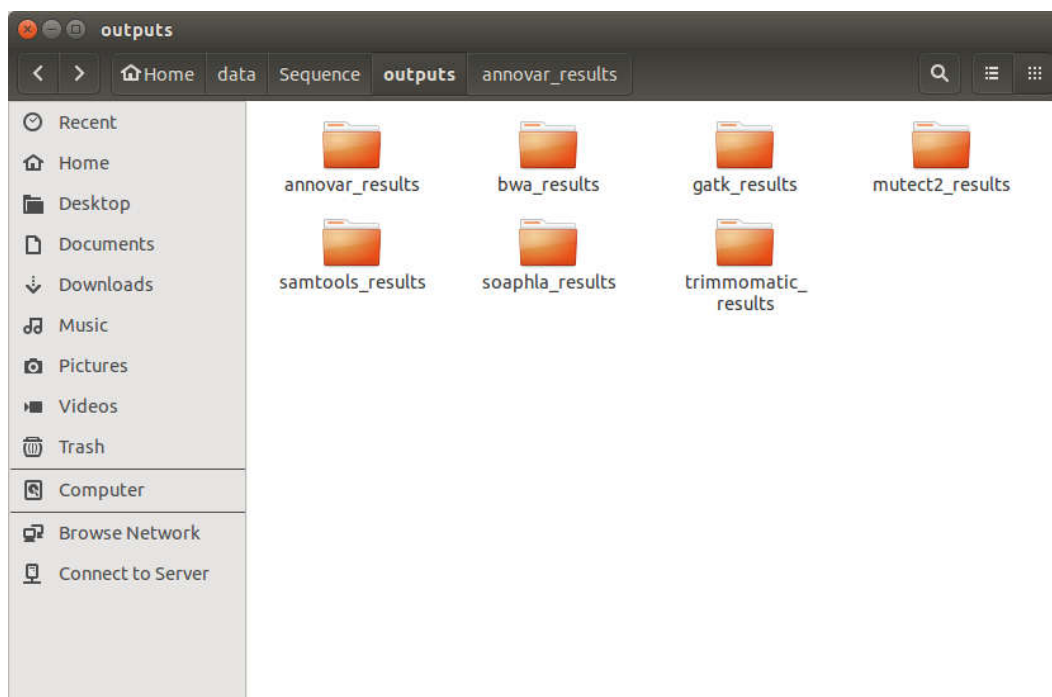 outputs
Home data Sequence outputs annovar_results
Recent
Home
Desktop
Documents
Downloads
Music
Pictures
Videos
Trash
Computer
Browse Network
Connect to Server
annovar_results bwa_results gatk_results mutect2_results
samtools_results soaphla_results trimmomatic_
results